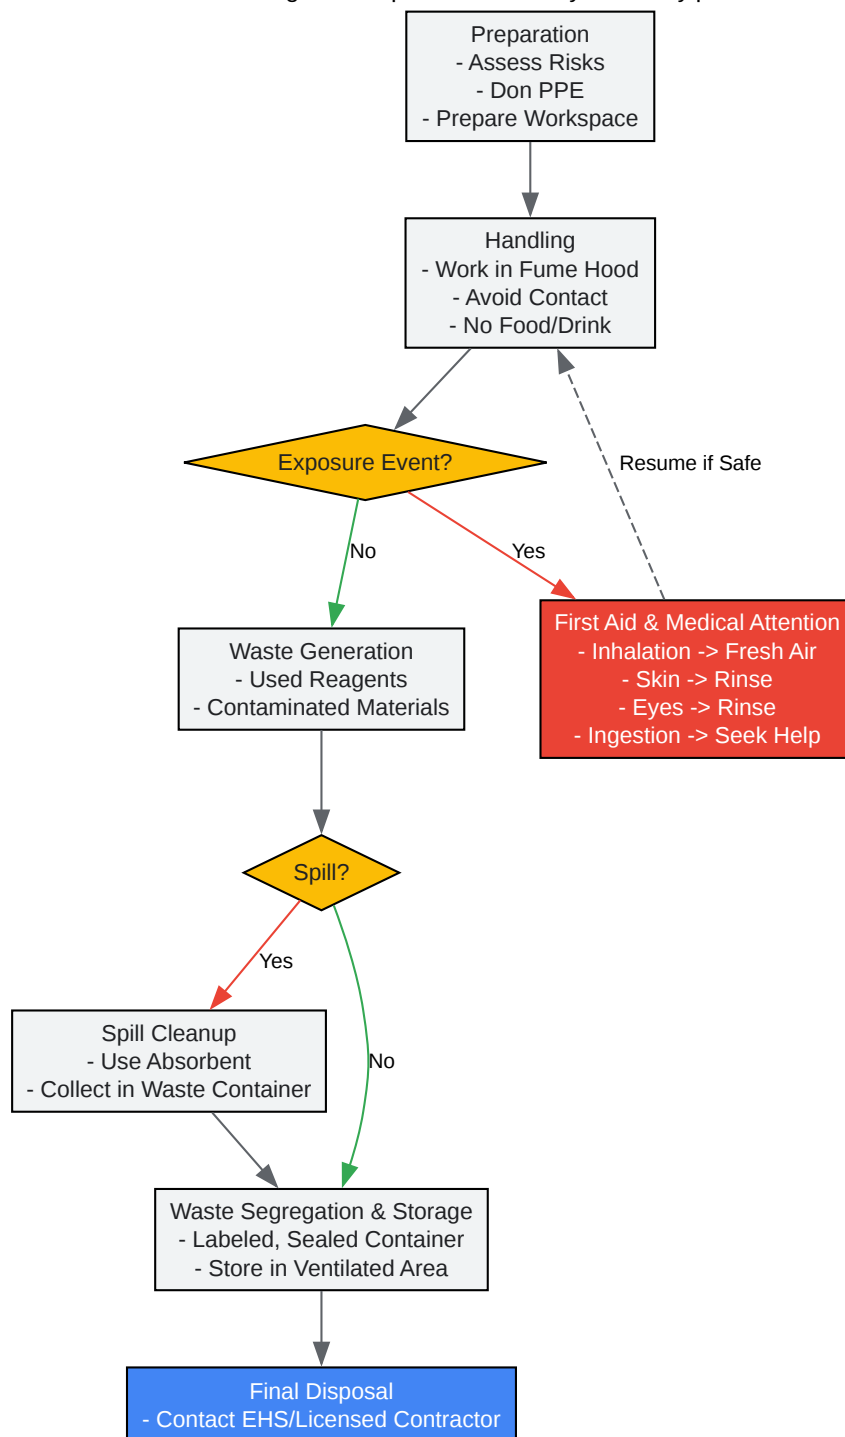 Preparation
- Assess Risks
- Don PPE
- Prepare Workspace
Handling
- Work in Fume Hood
- Avoid Contact
- No Food/Drink
Exposure Event?
Resume if Safe
No
Yes
First Aid & Medical Attention
- Inhalation -> Fresh Air
- Skin -> Rinse
- Eyes -> Rinse
- Ingestion -> Seek Help
Waste Generation
- Used Reagents
- Contaminated Materials
Spill?
Yes
Spill Cleanup
- Use Absorbent
- Collect in Waste Container
No
Waste Segregation & Storage
- Labeled, Sealed Container
- Store in Ventilated Area
Final Disposal
- Contact EHS/Licensed Contractor